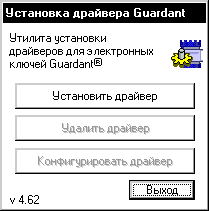 Установка драйвера Guardant
Утилита установки
драйверов для электронных
ключей Guardant®
Установить драйвер
Удалить драйвер
Конфигурировать драйвер
v 4.62
Выход